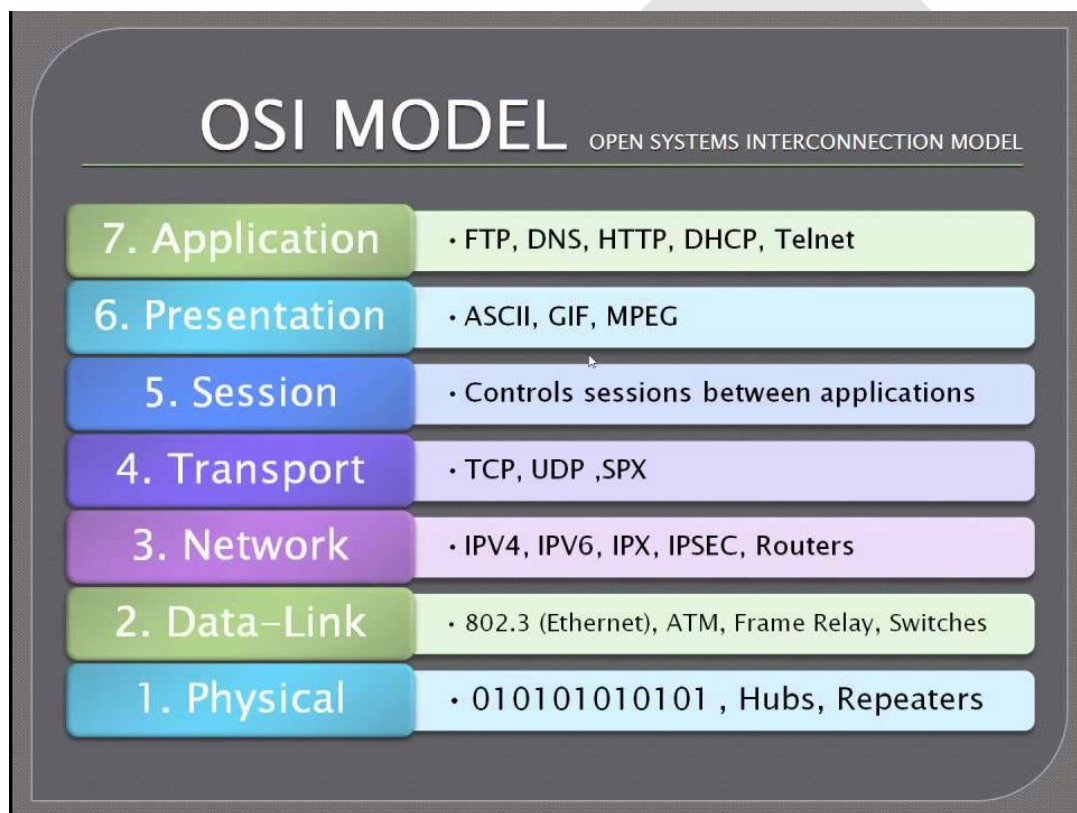 OSI MODEL OPEN SYSTEMS INTERCONNECTION MODEL
7. Application • FTP, DNS, HTTP, DHCP, Telnet
6. Presentation • ASCII, GIF, MPEG
5. Session • Controls sessions between applications
4. Transport • TCP, UDP ,SPX
3. Network • IPV4, IPV6, IPX, IPSEC, Routers
2. Data-Link • 802.3 (Ethernet), ATM, Frame Relay, Switches
1. Physical • 010101010101 , Hubs, Repeaters